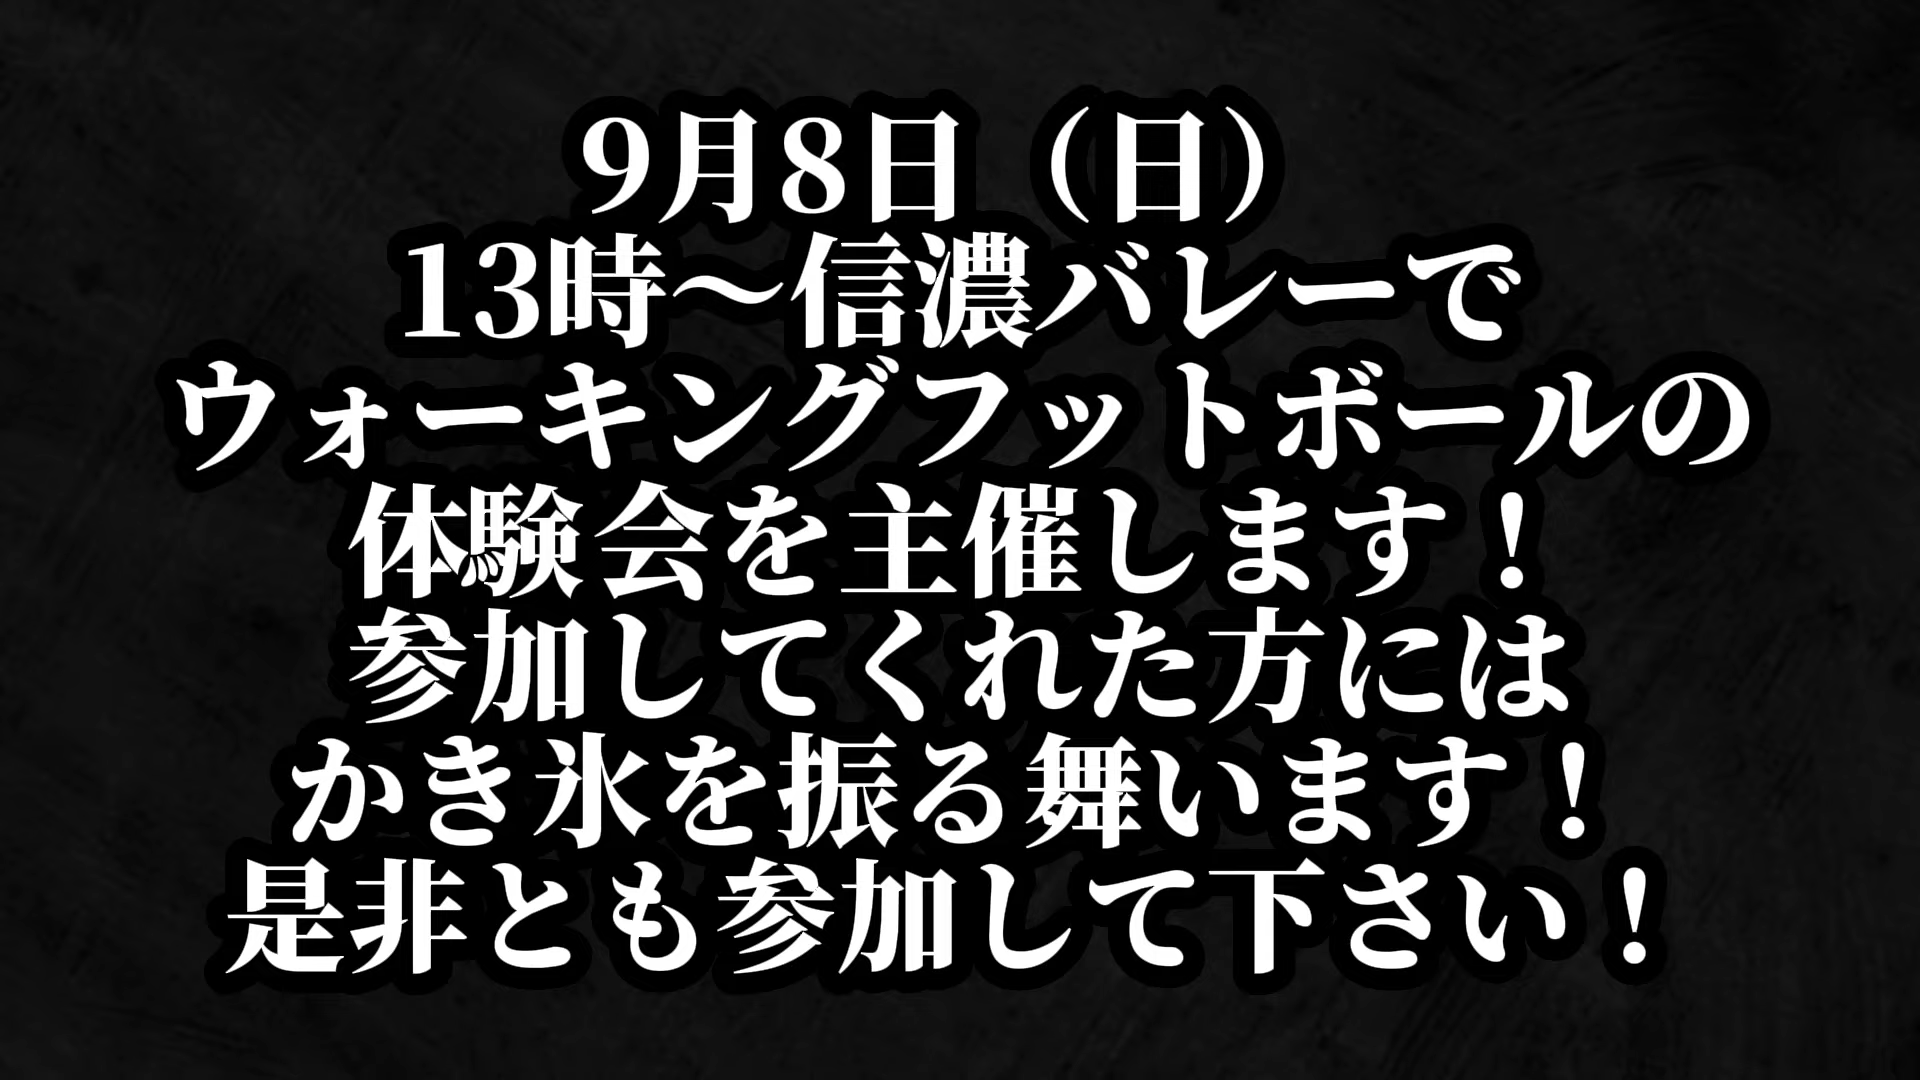 9月8日（日）
13時〜信濃バレーで
ウォーキングフットボールの
体験会を主催します！
参加してくれた方には
かき氷を振る舞います！
是非とも参加して下さい！